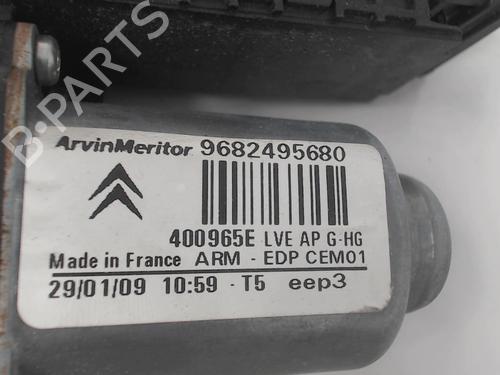 B-PARTS
ArvinMeritor 9682495680
400965E LVE AP G-HG
Made in France ARM - EDP CEM01
29/01/09 10:59 - T5 eep3